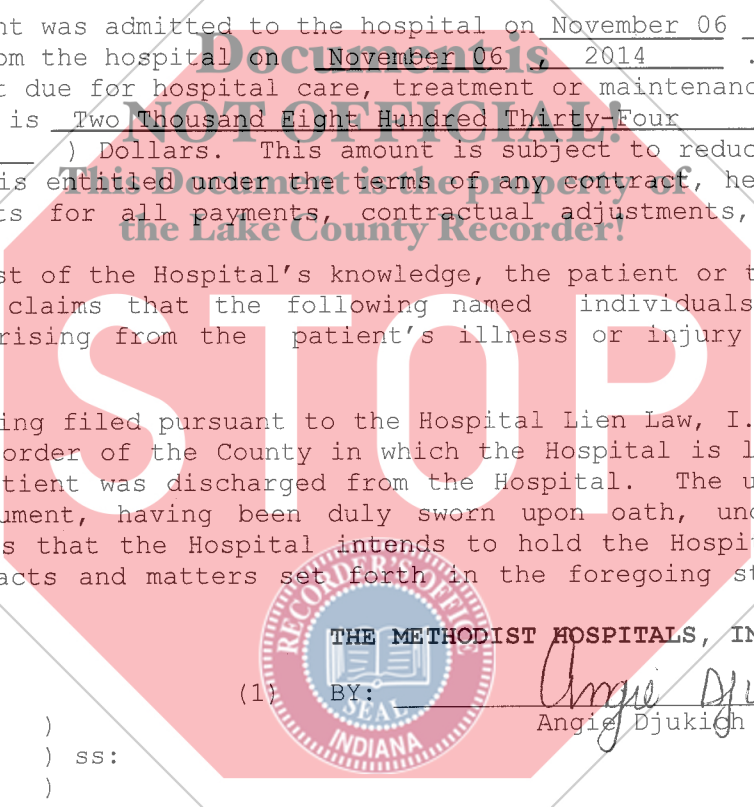 nt was admitted to the hospital on November 06
om the hospital on November 06 , 2014 .
t due for hospital care, treatment or maintenanc
is Two Thousand Eight Hundred Thirty-Four
) Dollars. This amount is subject to reduc
is entitled under the terms of any contract, he
ts for all payments, contractual adjustments,
Document is
NOT OFFICIAL!
This Document is the property of
the Lake County Recorder!
st of the Hospital's knowledge, the patient or t
claims that the following named individuals
rising from the patient's illness or injury
STOP
ing filed pursuant to the Hospital Lien Law, I.
order of the County in which the Hospital is l
tient was discharged from the Hospital. The u
ument, having been duly sworn upon oath, und
s that the Hospital intends to hold the Hospi
acts and matters set forth in the foregoing st
RECORDER'S OFFICE
SEAL
INDIANA
THE METHODIST HOSPITALS, IN
(1) BY: Angie Dju
Angie Djukich
)
) ss:
)